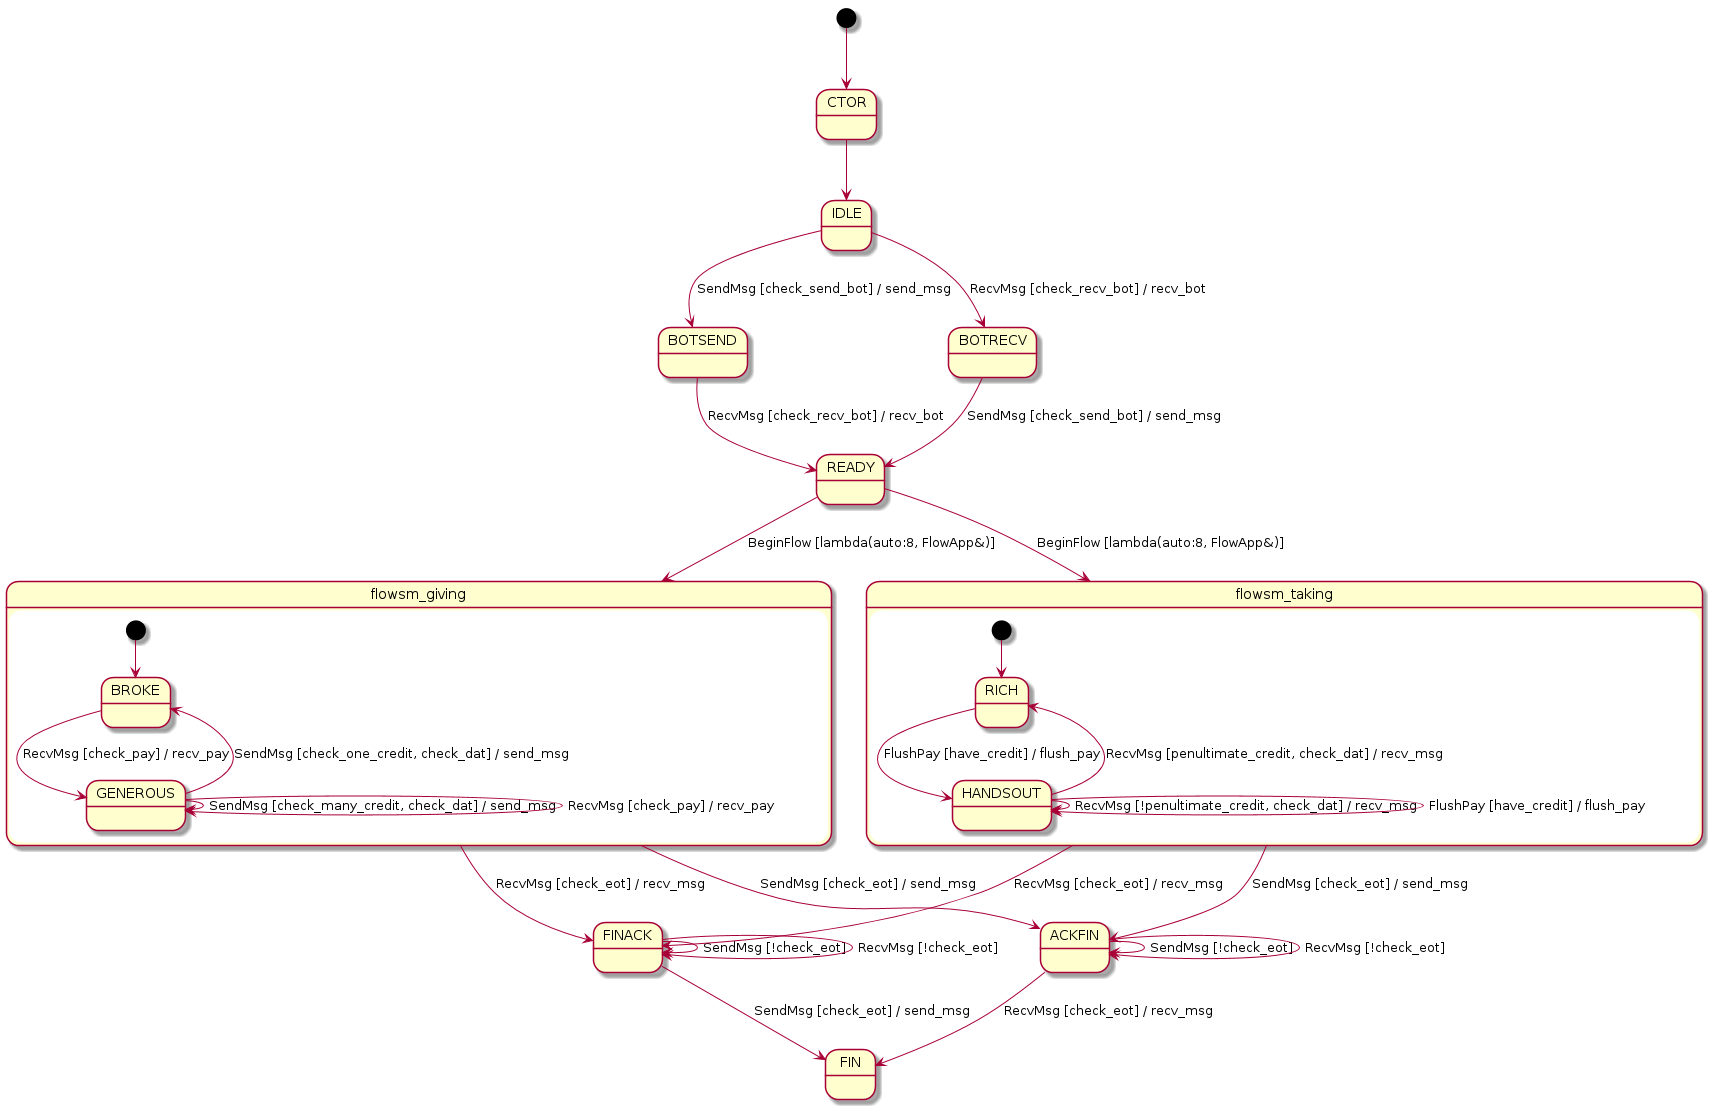 CTOR
IDLE
SendMsg [check_send_bot] / send_msg
RecvMsg [check_recv_bot] / recv_bot
BOTSEND
BOTRECV
RecvMsg [check_recv_bot] / recv_bot
SendMsg [check_send_bot] / send_msg
READY
BeginFlow [lambda(auto:8, FlowApp&)]
BeginFlow [lambda(auto:8, FlowApp&)]
flowsm_giving
BROKE
RecvMsg [check_pay] / recv_pay
SendMsg [check_one_credit, check_dat] / send_msg
GENEROUS
SendMsg [check_many_credit, check_dat] / send_msg
RecvMsg [check_pay] / recv_pay
flowsm_taking
RICH
FlushPay [have_credit] / flush_pay
RecvMsg [penultimate_credit, check_dat] / recv_msg
HANDSOUT
RecvMsg [!penultimate_credit, check_dat] / recv_msg
FlushPay [have_credit] / flush_pay
RecvMsg [check_eot] / recv_msg
SendMsg [check_eot] / send_msg
RecvMsg [check_eot] / recv_msg
SendMsg [check_eot] / send_msg
FINACK
SendMsg [!check_eot]
RecvMsg [!check_eot]
ACKFIN
SendMsg [!check_eot]
RecvMsg [!check_eot]
SendMsg [check_eot] / send_msg
RecvMsg [check_eot] / recv_msg
FIN